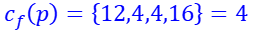 c_f(p) = {12,4,4,16} = 4